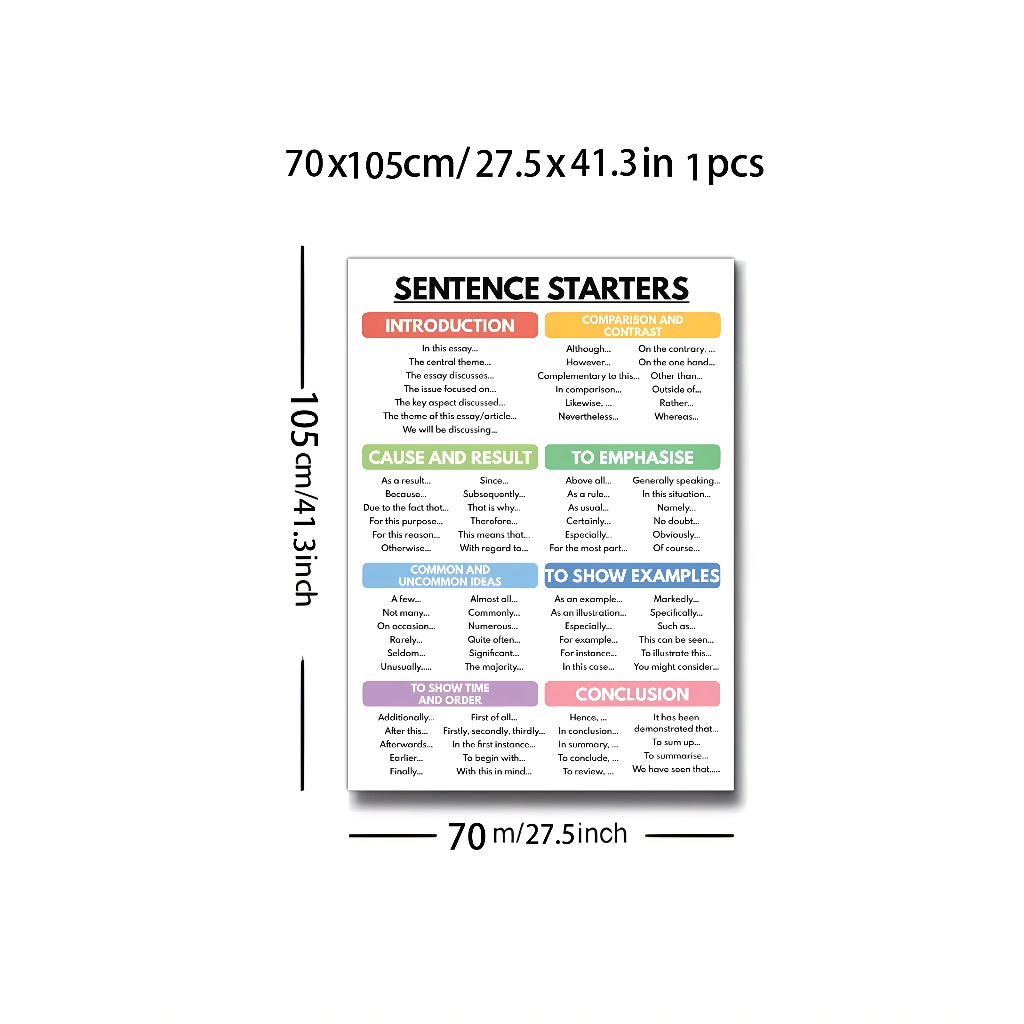 70x105cm/ 27.5x41.3in 1pcs
105cm/41.3inch
SENTENCE STARTERS
INTRODUCTION
In this essay...
The central theme...
The essay discusses...
The issue focused on...
The key aspect discussed...
The theme of this essay/article...
We will be discussing...
COMPARISON AND
CONTRAST
Although... On the contrary, ...
However... On the one hand...
Complementary to this... Other than...
In comparison... Outside of...
Likewise, ... Rather...
Nevertheless... Whereas...
CAUSE AND RESULT
As a result... Since...
Because... Subsequently...
Due to the fact that... That is why...
For this purpose... Therefore...
For this reason... This means that...
Otherwise... With regard to...
TO EMPHASISE
Above all... Generally speaking...
As a rule... In this situation...
As usual... Namely...
Certainly... No doubt...
Especially... Obviously...
For the most part... Of course...
COMMON AND
UNCOMMON IDEAS
A few... Almost all...
Not many... Commonly...
On occasion... Numerous...
Rarely... Quite often...
Seldom... Significant...
Unusually..... The majority...
TO SHOW EXAMPLES
As an example... Markedly...
As an illustration... Specifically...
Especially... Such as...
For example... This can be seen...
For instance... To illustrate this...
In this case... You might consider...
TO SHOW TIME
AND ORDER
Additionally... First of all...
After this... Firstly, secondly, thirdly...
Afterwards... In the first instance...
Earlier... To begin with...
Finally... With this in mind...
CONCLUSION
Hence, ... It has been
demonstrated that...
In conclusion... To sum up...
In summary, ... To summarise...
To conclude, ... We have seen that.....
To review, ...
70 m/27.5inch